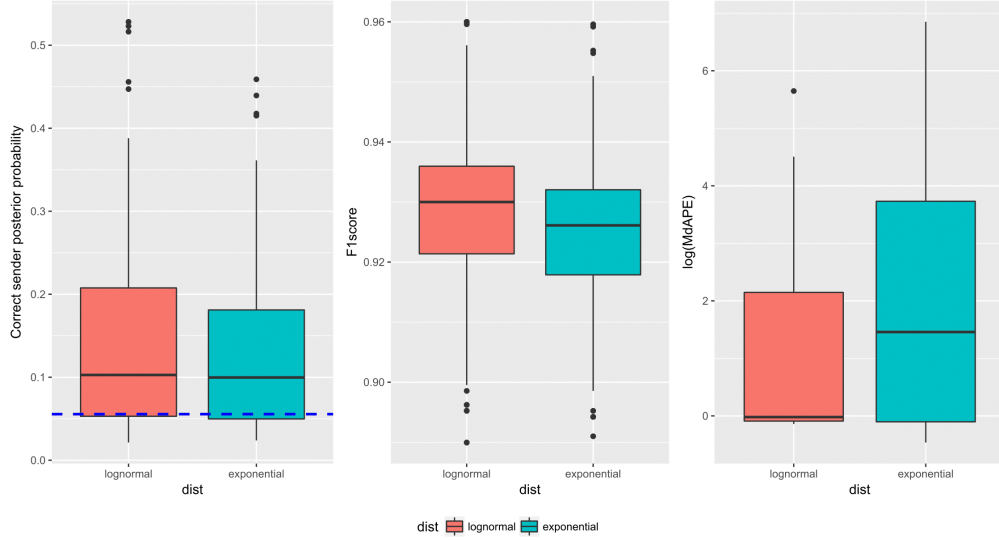 Correct sender posterior probability
0.5
0.4
0.3
0.2
0.1
0.0
lognormal
exponential
dist
F1score
0.96
0.94
0.92
0.90
lognormal
exponential
dist
log(MdAPE)
6
4
2
0
lognormal
exponential
dist
dist lognormal exponential